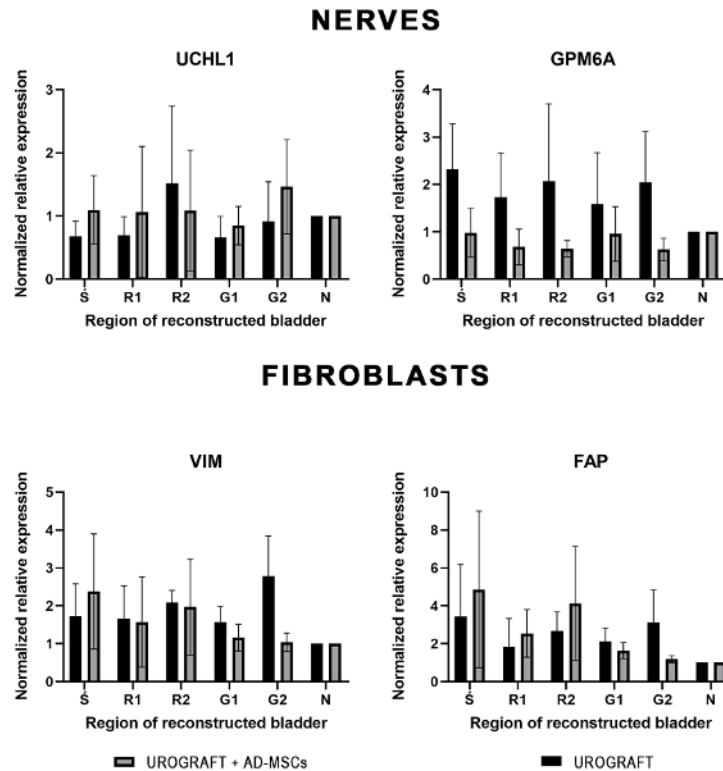 NERVES
UCHL1
Normalized relative expression
3
2
1
0
Ś R1 R2 G1 G2 N
Region of reconstructed bladder
GPM6A
Normalized relative expression
4
3
2
1
0
Ś R1 R2 G1 G2 N
Region of reconstructed bladder
FIBROBLASTS
VIM
Normalized relative expression
5
4
3
2
1
0
Ś R1 R2 G1 G2 N
Region of reconstructed bladder
FAP
Normalized relative expression
10
8
6
4
2
0
Ś R1 R2 G1 G2 N
Region of reconstructed bladder
UROGRAFT + AD-MSCs
UROGRAFT